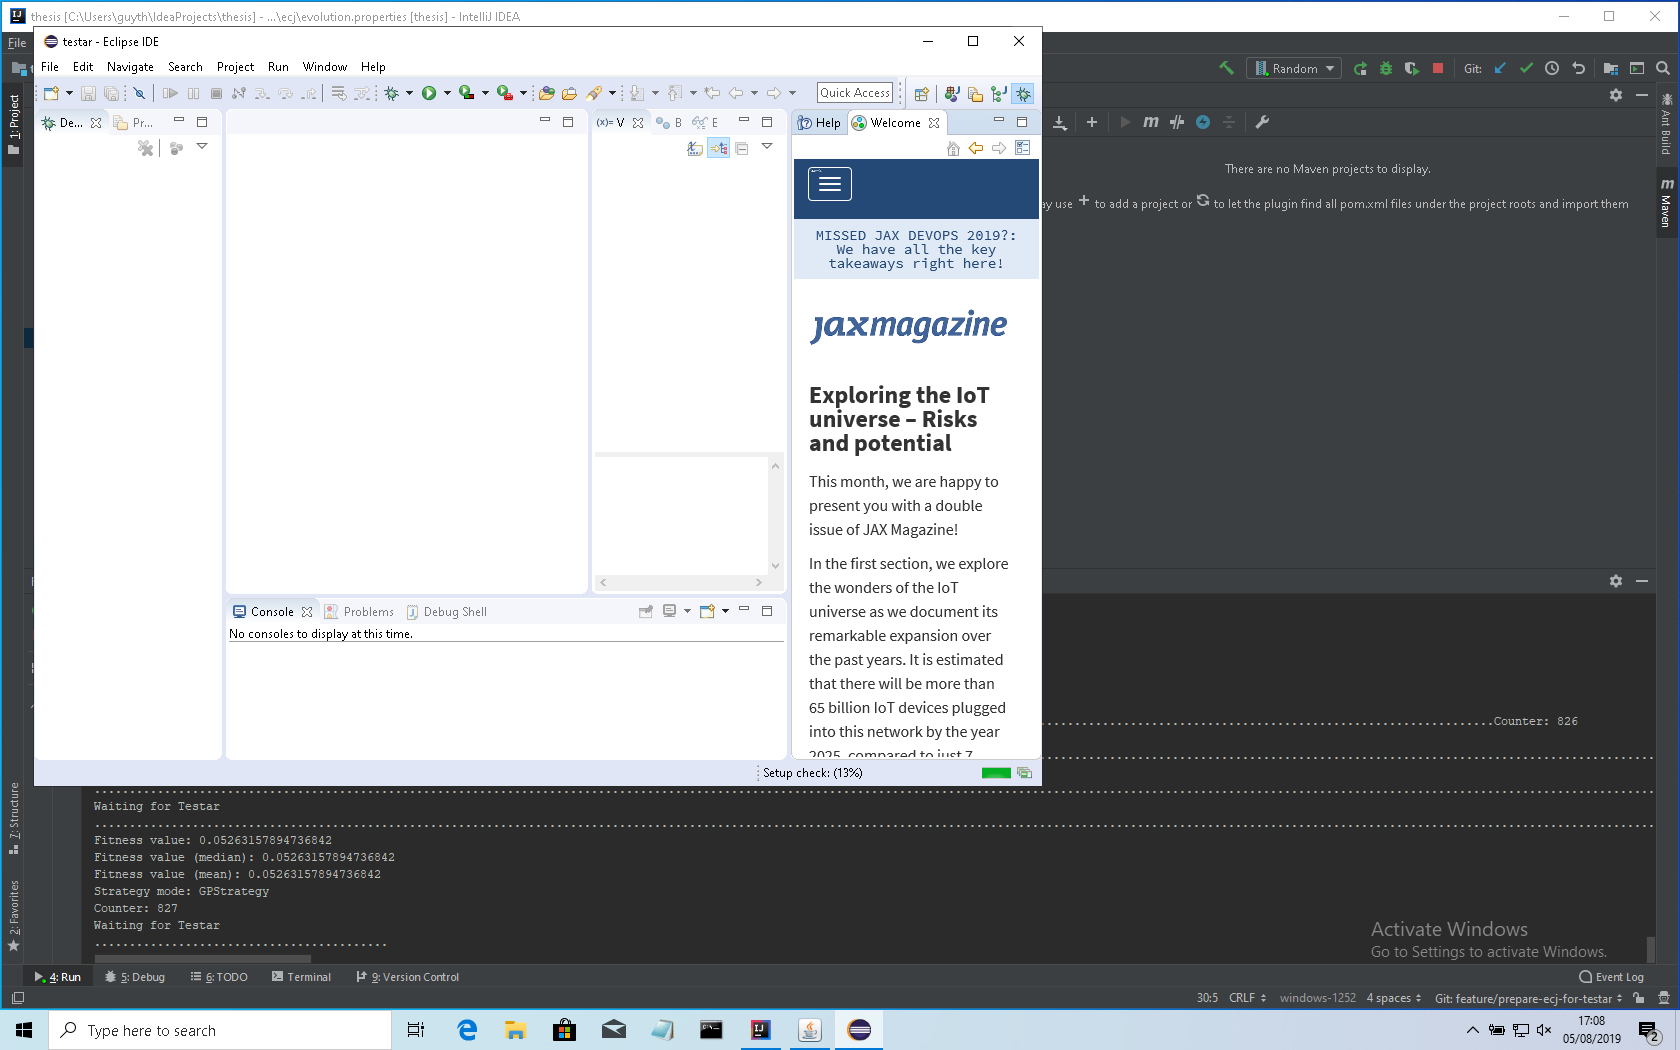 thesis [C:\Users\guyth\IdeaProjects\thesis] - ...\ecj\evolution.properties [thesis] - IntelliJ IDEA
File
testar - Eclipse IDE
File Edit Navigate Search Project Run Window Help
Quick Access
Random
Git:
1: Project
De...
Pr...
(x)= V
B
E
Help
Welcome
Ant Build
Maven
There are no Maven projects to display.
ay use + to add a project or to let the plugin find all pom.xml files under the project roots and import them
MISSED JAX DEVOPS 2019?:
We have all the key
takeaways right here!
jaxmagazine
Exploring the IoT
universe – Risks
and potential
This month, we are happy to
present you with a double
issue of JAX Magazine!
In the first section, we explore
the wonders of the IoT
universe as we document its
remarkable expansion over
the past years. It is estimated
that there will be more than
65 billion IoT devices plugged
into this network by the year
2025, compared to just 7
Console
Problems
Debug Shell
No consoles to display at this time.
Setup check: (13%)
Counter: 826
Waiting for Testar
Fitness value: 0.05263157894736842
Fitness value (median): 0.05263157894736842
Fitness value (mean): 0.05263157894736842
Strategy mode: GPStrategy
Counter: 827
Waiting for Testar
7: Structure
2: Favorites
Activate Windows
Go to Settings to activate Windows.
4: Run 5: Debug 6: TODO Terminal 9: Version Control
Event Log
30:5 CRLF windows-1252 4 spaces Git: feature/prepare-ecj-for-testar
Type here to search
17:08
05/08/2019
2